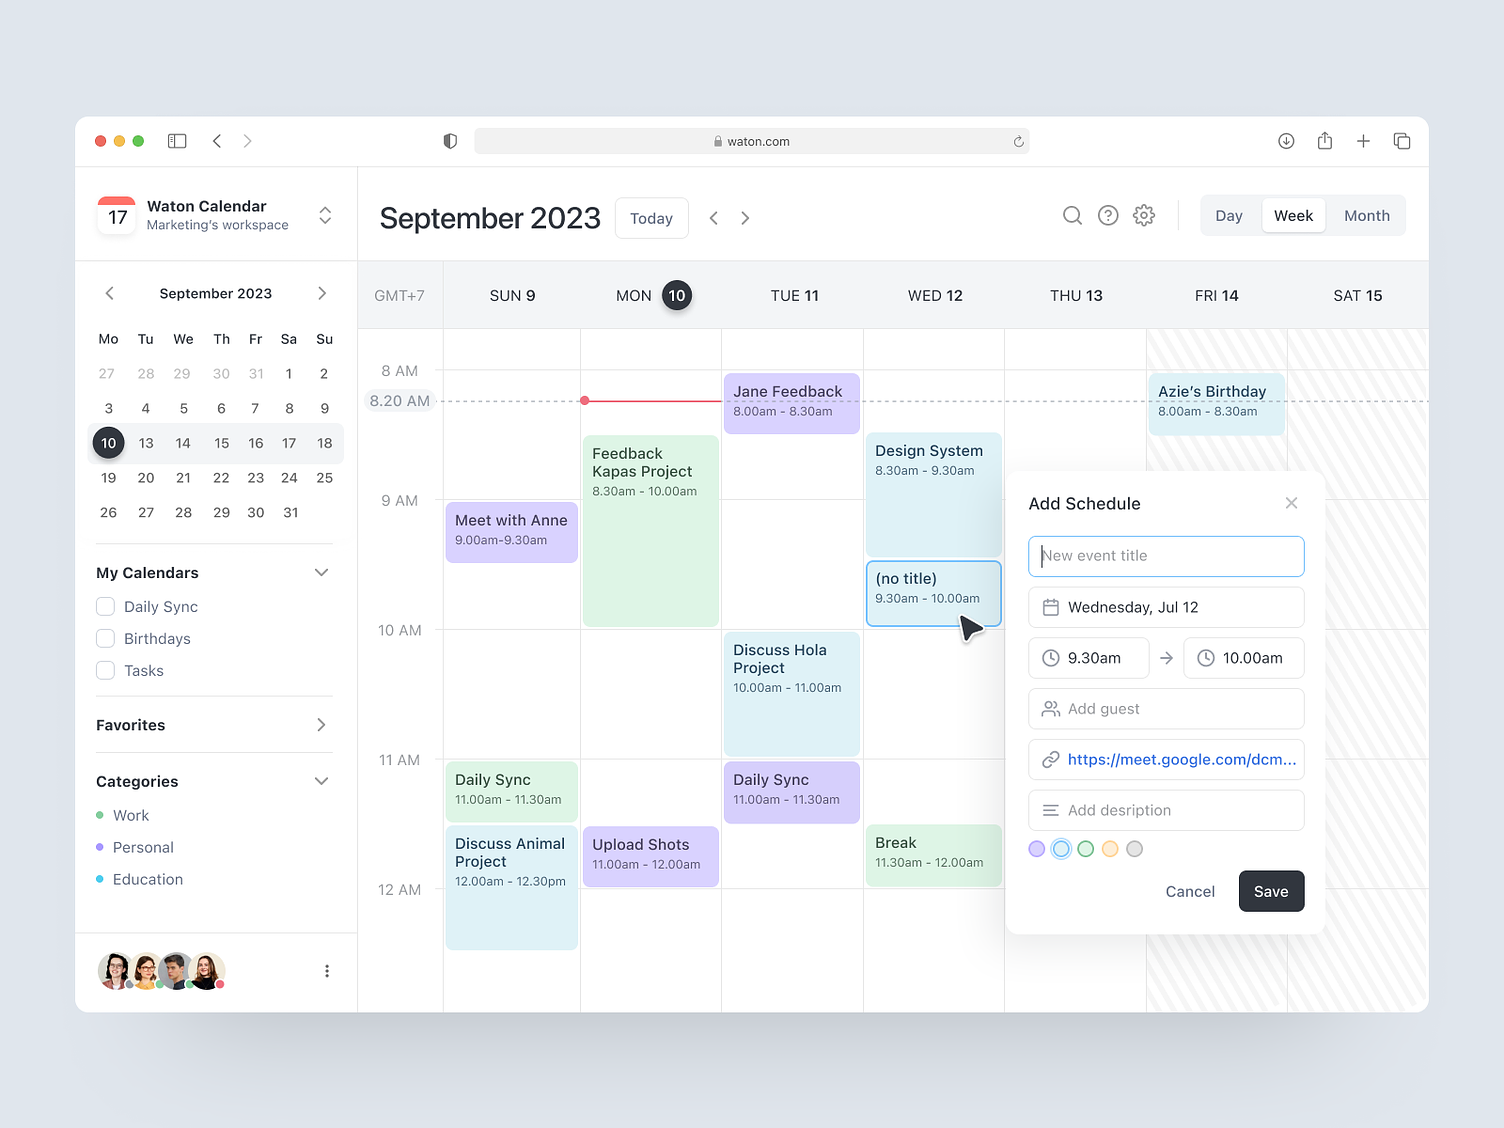 waton.com
17
Waton Calendar
Marketing's workspace
September 2023
Today
Day
Week
Month
September 2023
Mo Tu We Th Fr Sa Su
27 28 29 30 31 1 2
3 4 5 6 7 8 9
10 13 14 15 16 17 18
19 20 21 22 23 24 25
26 27 28 29 30 31
My Calendars
Daily Sync
Birthdays
Tasks
Favorites
Categories
Work
Personal
Education
GMT+7
SUN 9
MON 10
TUE 11
WED 12
THU 13
FRI 14
SAT 15
8 AM
8.20 AM
9 AM
10 AM
11 AM
12 AM
Meet with Anne
9.00am-9.30am
Daily Sync
11.00am - 11.30am
Discuss Animal
Project
12.00am - 12.30pm
Feedback
Kapas Project
8.30am - 10.00am
Upload Shots
11.00am - 12.00am
Jane Feedback
8.00am - 8.30am
Discuss Hola
Project
10.00am - 11.00am
Daily Sync
11.00am - 11.30am
Design System
8.30am - 9.30am
(no title)
9.30am - 10.00am
Break
11.30am - 12.00am
Azie's Birthday
8.00am - 8.30am
Add Schedule
New event title
Wednesday, Jul 12
9.30am
10.00am
Add guest
https://meet.google.com/dcm...
Add desription
Cancel
Save